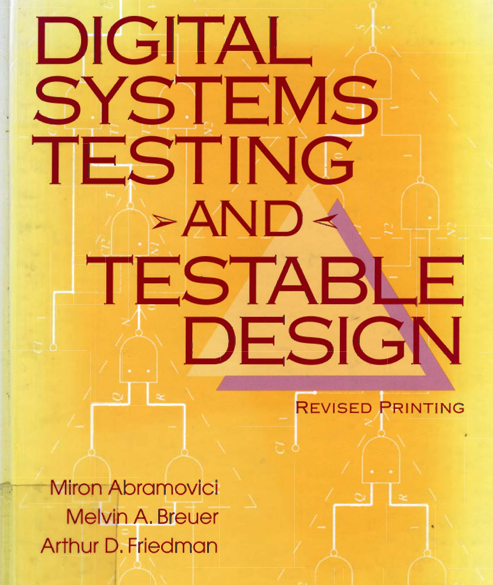 DIGITAL
SYSTEMS
TESTING
AND
TESTABLE
DESIGN
REVISED PRINTING
Miron Abramovici
Melvin A. Breuer
Arthur D. Friedman